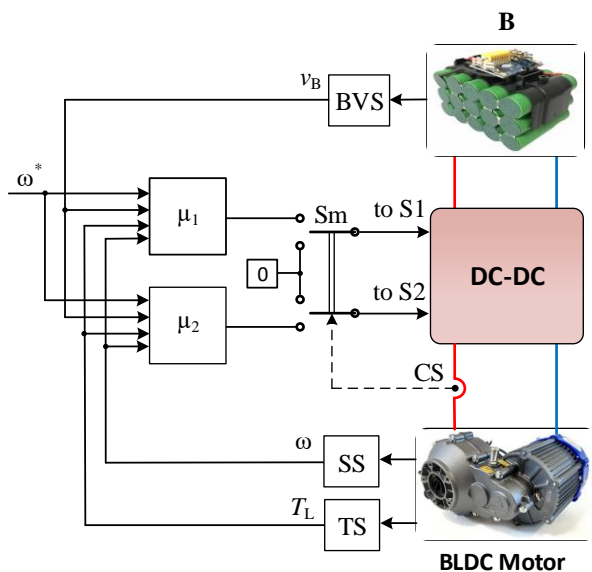 B
v_B
BVS
ω*
μ₁
Sm
to S1
0
DC-DC
to S2
μ₂
CS
ω
SS
T_L
TS
BLDC Motor